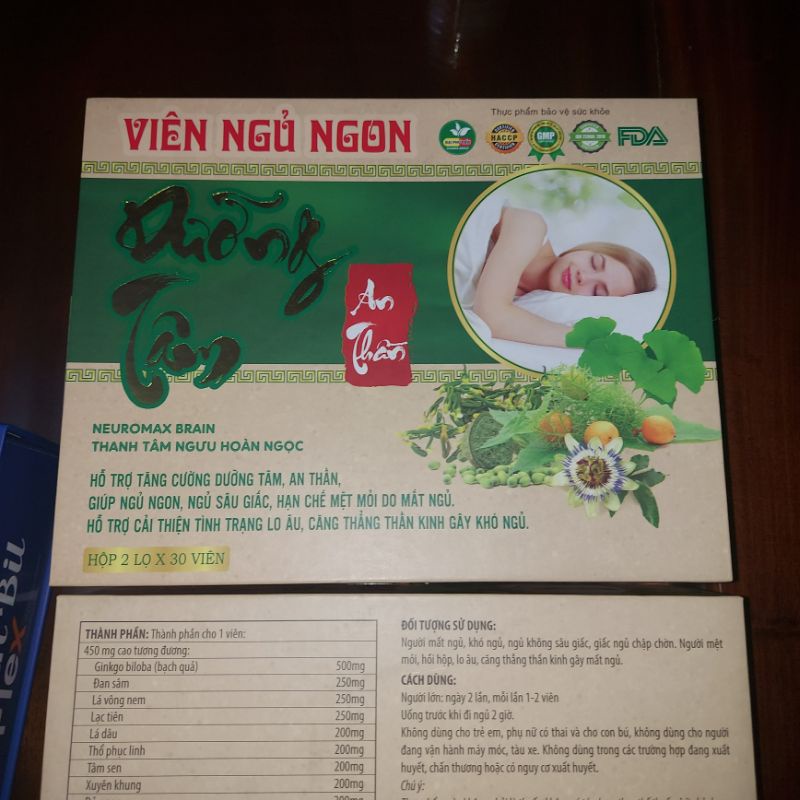 Thực phẩm bảo vệ sức khỏe
VIÊN NGỦ NGON
HACCP
GMP
FDA
Dưỡng
Tâm
An
Thần
NEUROMAX BRAIN
THANH TÂM NGƯU HOÀN NGỌC
HỖ TRỢ TĂNG CƯỜNG DƯỠNG TÂM, AN THẦN,
GIÚP NGỦ NGON, NGỦ SÂU GIẤC, HẠN CHẾ MỆT MỎI DO MẤT NGỦ.
HỖ TRỢ CẢI THIỆN TÌNH TRẠNG LO ÂU, CĂNG THẲNG THẦN KINH GÂY KHÓ NGỦ.
HỘP 2 LỌ X 30 VIÊN
THÀNH PHẦN: Thành phần cho 1 viên:
450 mg cao tương đương:
Ginkgo biloba (bạch quả) 500mg
Đan sâm 250mg
Lá vông nem 250mg
Lạc tiên 250mg
Lá dâu 200mg
Thổ phục linh 200mg
Tâm sen 200mg
Xuyên khung 200mg
200mg
ĐỐI TƯỢNG SỬ DỤNG:
Người mất ngủ, khó ngủ, ngủ không sâu giấc, giấc ngủ chập chờn. Người mệt
mỏi, hồi hộp, lo âu, căng thẳng thần kinh gây mất ngủ.
CÁCH DÙNG:
Người lớn: ngày 2 lần, mỗi lần 1-2 viên
Uống trước khi đi ngủ 2 giờ.
Không dùng cho trẻ em, phụ nữ có thai và cho con bú, không dùng cho người
đang vận hành máy móc, tàu xe. Không dùng trong các trường hợp đang xuất
huyết, chấn thương hoặc có nguy cơ xuất huyết.
Chú ý: